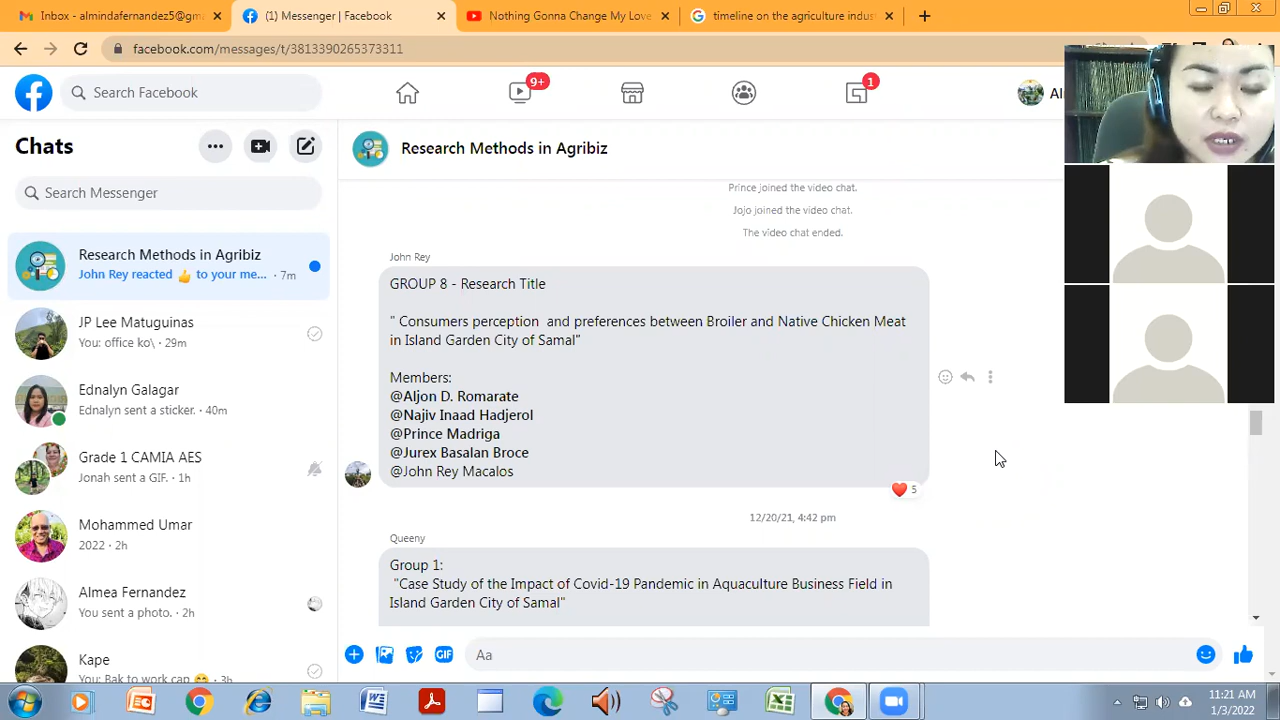 Inbox - almindafernandez5@gm
(1) Messenger | Facebook
Nothing Gonna Change My Love
timeline on the agriculture indust
facebook.com/messages/t/3813390265373311
Search Facebook
9+
1
Al
Chats
Search Messenger
Research Methods in Agribiz
John Rey reacted 👍 to your me... · 7m
JP Lee Matuguinas
You: office ko\ · 29m
Ednalyn Galagar
Ednalyn sent a sticker. · 40m
Grade 1 CAMIA AES
Jonah sent a GIF. · 1h
Mohammed Umar
2022 · 2h
Almea Fernandez
You sent a photo. · 2h
Kape
You: Bak to work cap 😋 · 3h
Research Methods in Agribiz
Prince joined the video chat.
Jojo joined the video chat.
The video chat ended.
John Rey
GROUP 8 - Research Title
" Consumers perception and preferences between Broiler and Native Chicken Meat
in Island Garden City of Samal"
Members:
@Aljon D. Romarate
@Najiv Inaad Hadjerol
@Prince Madriga
@Jurex Basalan Broce
@John Rey Macalos
5
12/20/21, 4:42 pm
Queeny
Group 1:
"Case Study of the Impact of Covid-19 Pandemic in Aquaculture Business Field in
Island Garden City of Samal"
GIF
Aa
11:21 AM
1/3/2022